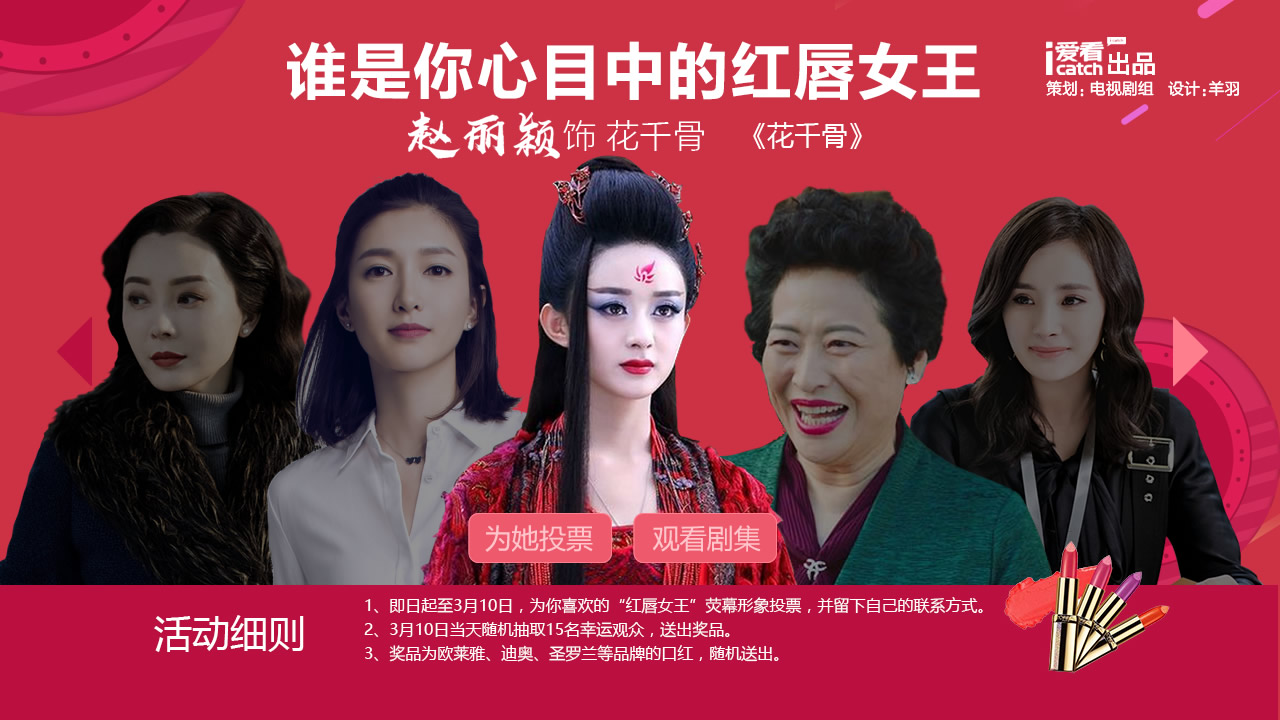 谁是你心目中的红唇女王
i爱看
catch出品
策划：电视剧组 设计：羊羽
赵丽颖 饰 花千骨 《花千骨》
为她投票
观看剧集
活动细则
1、即日起至3月10日，为你喜欢的“红唇女王”荧幕形象投票，并留下自己的联系方式。
2、3月10日当天随机抽取15名幸运观众，送出奖品。
3、奖品为欧莱雅、迪奥、圣罗兰等品牌的口红，随机送出。